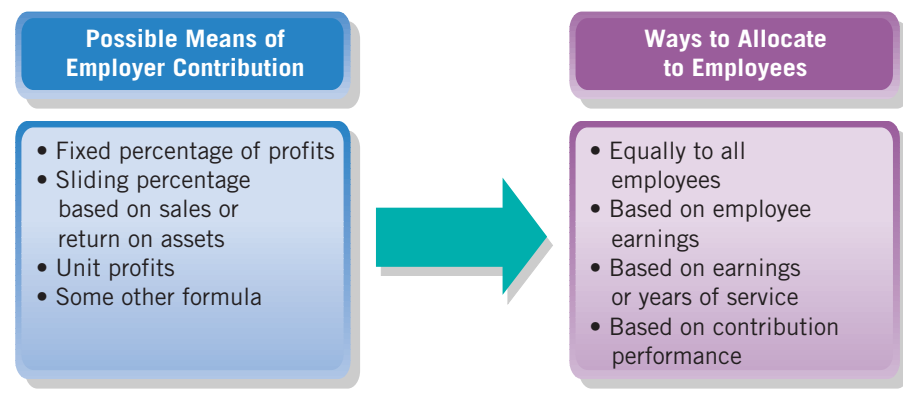 Possible Means of
Employer Contribution
• Fixed percentage of profits
• Sliding percentage
based on sales or
return on assets
• Unit profits
• Some other formula
Ways to Allocate
to Employees
• Equally to all
employees
• Based on employee
earnings
• Based on earnings
or years of service
• Based on contribution
performance